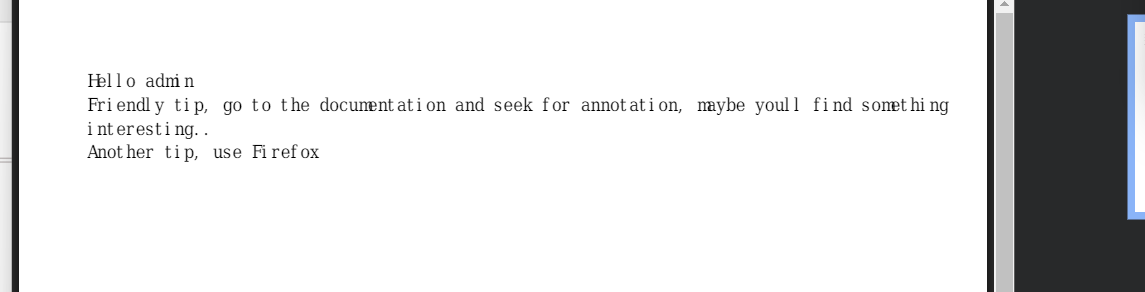 Hello admin
Friendly tip, go to the documentation and seek for annotation, maybe youll find something
interesting..
Another tip, use Firefox